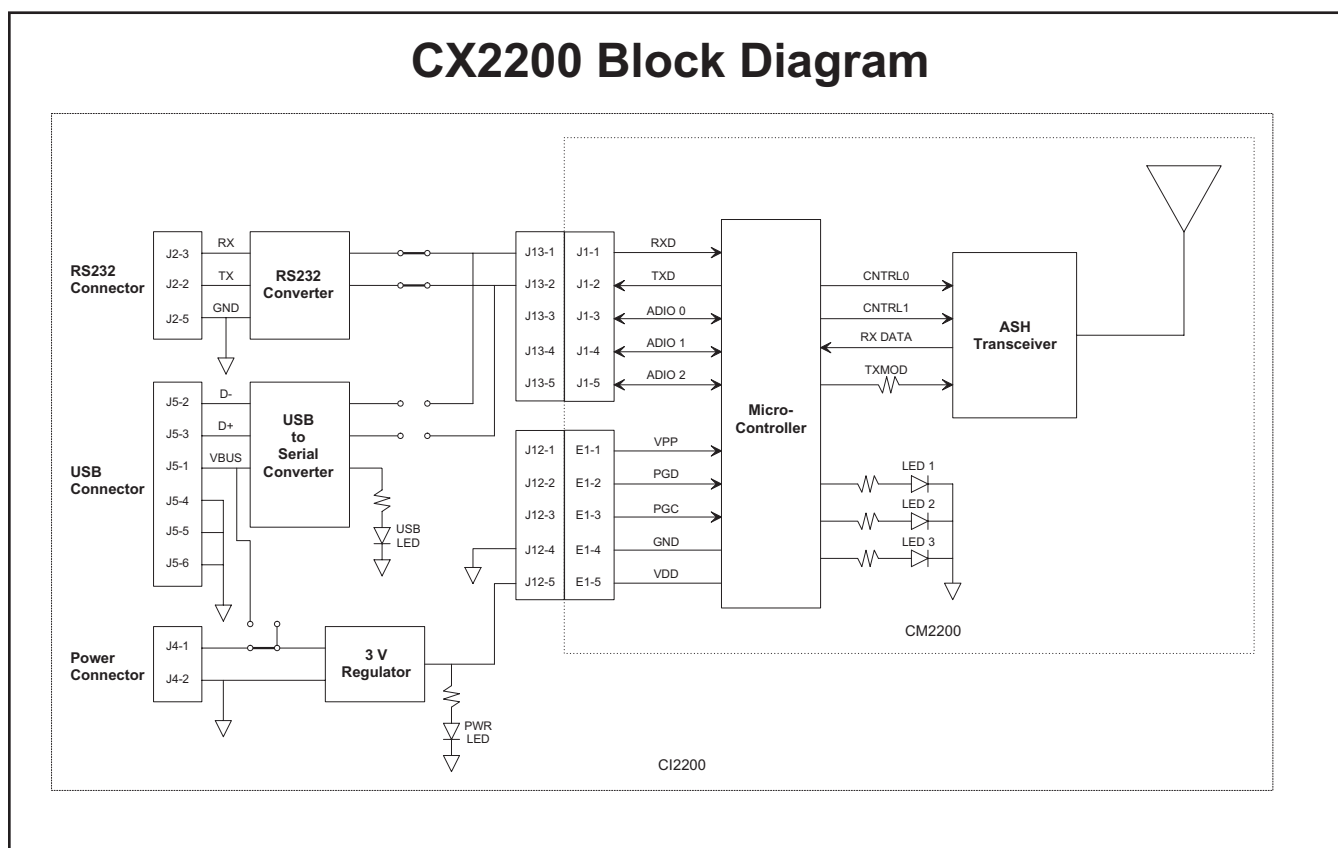 CX2200 Block Diagram
RS232
Connector
J2-3
J2-2
J2-5
RX
TX
GND
RS232
Converter
USB
Connector
J5-2
J5-3
J5-1
J5-4
J5-5
J5-6
D-
D+
VBUS
USB
to
Serial
Converter
USB
LED
Power
Connector
J4-1
J4-2
3 V
Regulator
PWR
LED
J13-1
J13-2
J13-3
J13-4
J13-5
J1-1
J1-2
J1-3
J1-4
J1-5
RXD
TXD
ADIO 0
ADIO 1
ADIO 2
J12-1
J12-2
J12-3
J12-4
J12-5
E1-1
E1-2
E1-3
E1-4
E1-5
VPP
PGD
PGC
GND
VDD
Micro-
Controller
CNTRL0
CNTRL1
RX DATA
TXMOD
ASH
Transceiver
LED 1
LED 2
LED 3
CM2200
CI2200